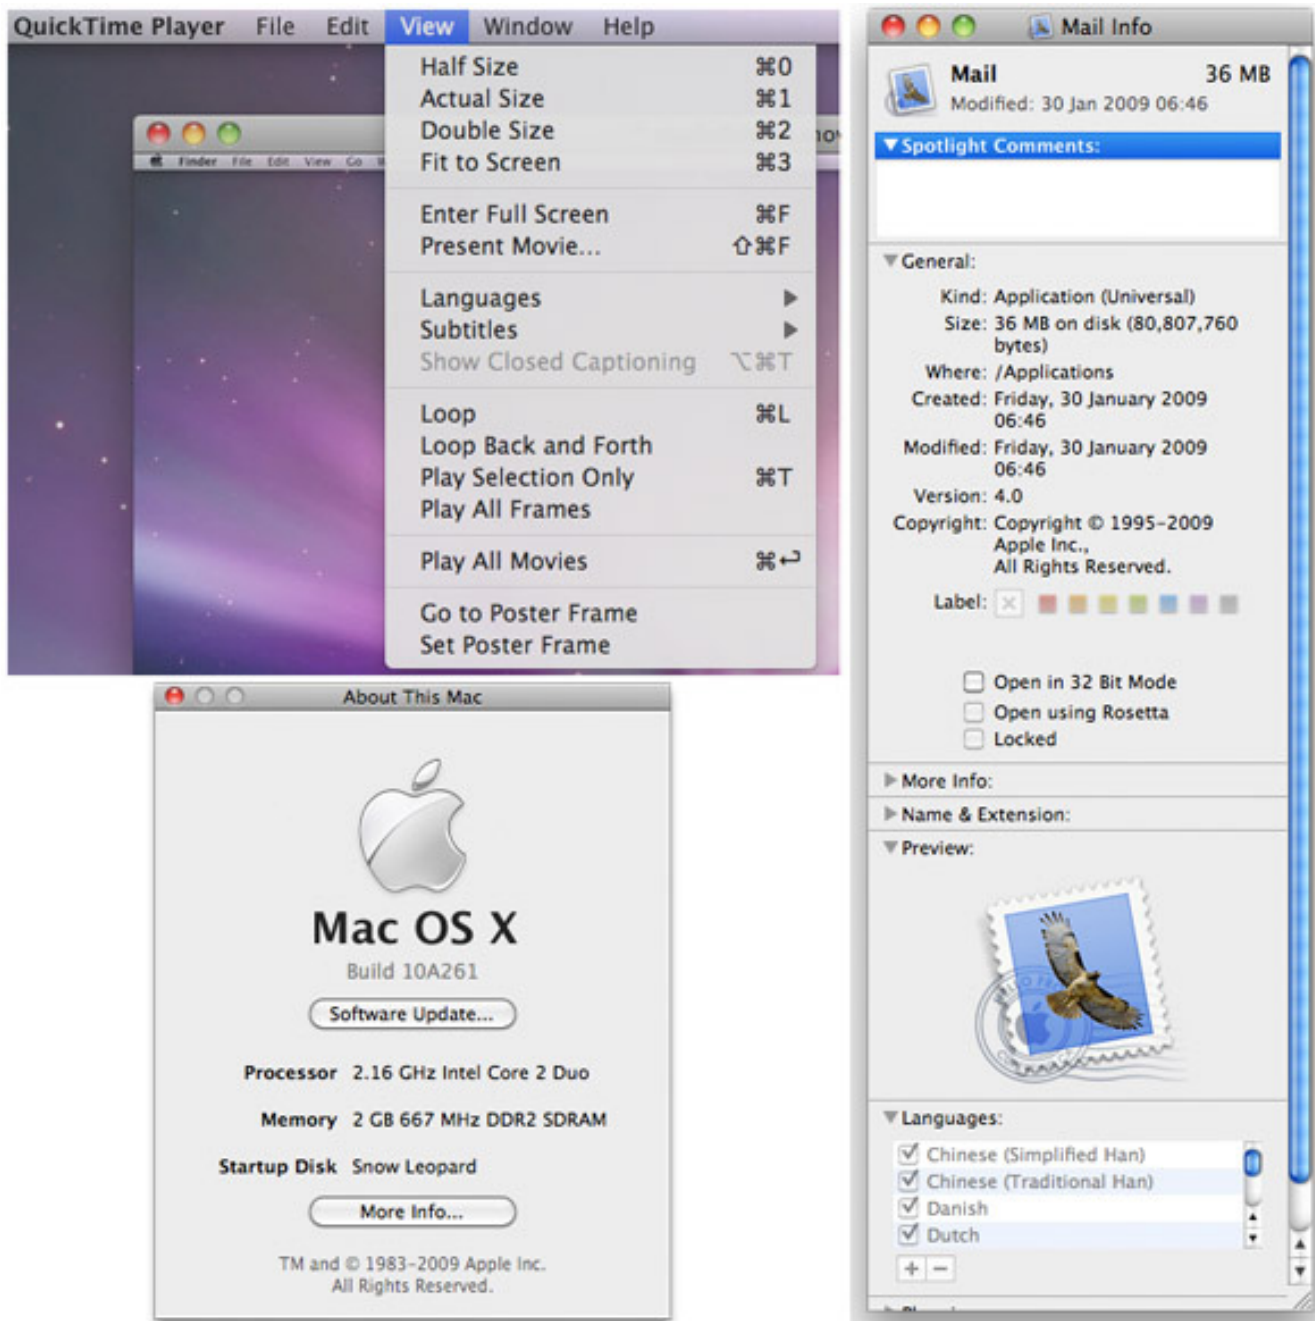 QuickTime Player File Edit View Window Help
Half Size ⌘0
Actual Size ⌘1
Double Size ⌘2
Fit to Screen ⌘3
Enter Full Screen ⌘F
Present Movie... ⇧⌘F
Languages ▶
Subtitles ▶
Show Closed Captioning ⌥⌘T
Loop ⌘L
Loop Back and Forth
Play Selection Only ⌘T
Play All Frames
Play All Movies ⌘↩
Go to Poster Frame
Set Poster Frame
Finder File Edit View Go
About This Mac
Mac OS X
Build 10A261
Software Update...
Processor 2.16 GHz Intel Core 2 Duo
Memory 2 GB 667 MHz DDR2 SDRAM
Startup Disk Snow Leopard
More Info...
TM and © 1983-2009 Apple Inc.
All Rights Reserved.
Mail Info
Mail 36 MB
Modified: 30 Jan 2009 06:46
Spotlight Comments:
General:
Kind: Application (Universal)
Size: 36 MB on disk (80,807,760
bytes)
Where: /Applications
Created: Friday, 30 January 2009
06:46
Modified: Friday, 30 January 2009
06:46
Version: 4.0
Copyright: Copyright © 1995-2009
Apple Inc.,
All Rights Reserved.
Label:
Open in 32 Bit Mode
Open using Rosetta
Locked
More Info:
Name & Extension:
Preview:
Languages:
Chinese (Simplified Han)
Chinese (Traditional Han)
Danish
Dutch